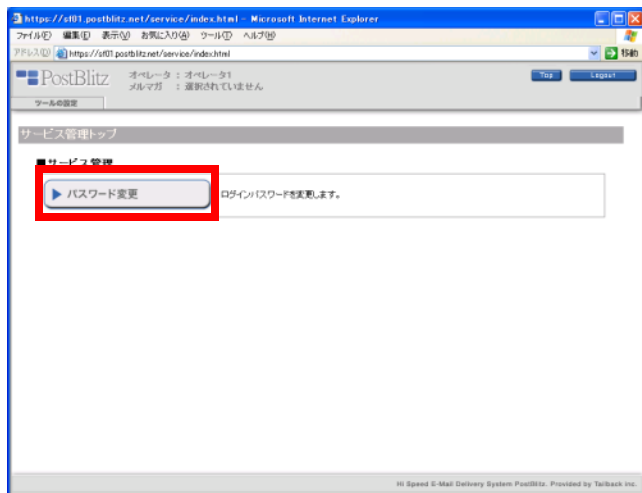 https://sf01.postblitz.net/service/index.html - Microsoft Internet Explorer
ファイル(F) 編集(E) 表示(V) お気に入り(A) ツール(T) ヘルプ(H)
アドレス(D) https://sf01.postblitz.net/service/index.html 移動
PostBlitz オペレータ : オペレータ1 Top Logout
メルマガ : 選択されていません
ツールの設定
サービス管理トップ
■サービス管理
パスワード変更 ログインパスワードを変更します。
Hi Speed E-Mail Delivery System PostBlitz. Provided by Tailback inc.